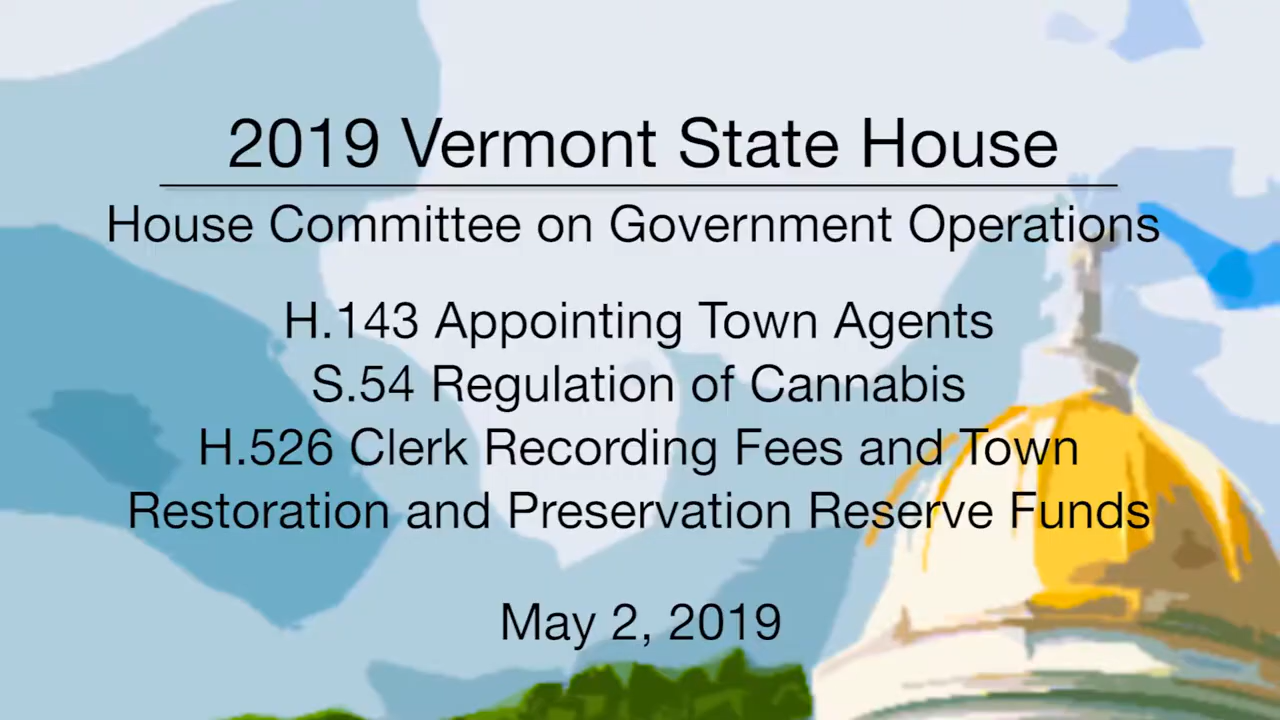 2019 Vermont State House
House Committee on Government Operations
H.143 Appointing Town Agents
S.54 Regulation of Cannabis
H.526 Clerk Recording Fees and Town
Restoration and Preservation Reserve Funds
May 2, 2019